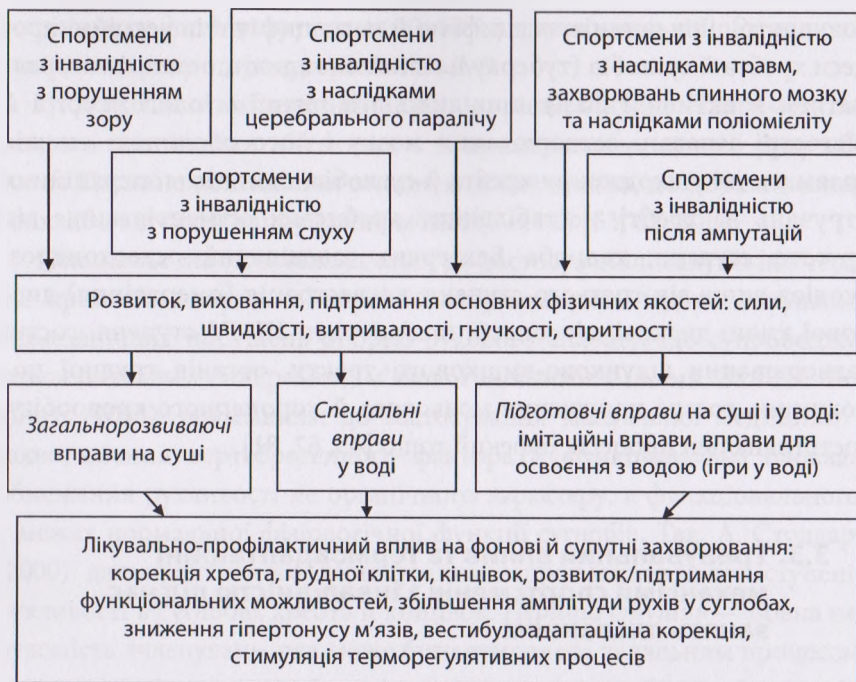 Спортсмени
з інвалідністю
з порушенням
зору
Спортсмени
з інвалідністю
з наслідками
церебрального паралічу
Спортсмени з інвалідністю
з наслідками травм,
захворювань спинного мозку
та наслідками поліомієліту
Спортсмени
з інвалідністю
з порушенням слуху
Спортсмени
з інвалідністю
після ампутацій
Розвиток, виховання, підтримання основних фізичних якостей: сили,
швидкості, витривалості, гнучкості, спритності
Загальнорозвиваючі
вправи на суші
Спеціальні
вправи
у воді
Підготовчі вправи на суші і у воді:
імітаційні вправи, вправи для
освоєння з водою (ігри у воді)
Лікувально-профілактичний вплив на фонові й супутні захворювання:
корекція хребта, грудної клітки, кінцівок, розвиток/підтримання
функціональних можливостей, збільшення амплітуди рухів у суглобах,
зниження гіпертонусу м’язів, вестибулоадаптаційна корекція,
стимуляція терморегулятивних процесів